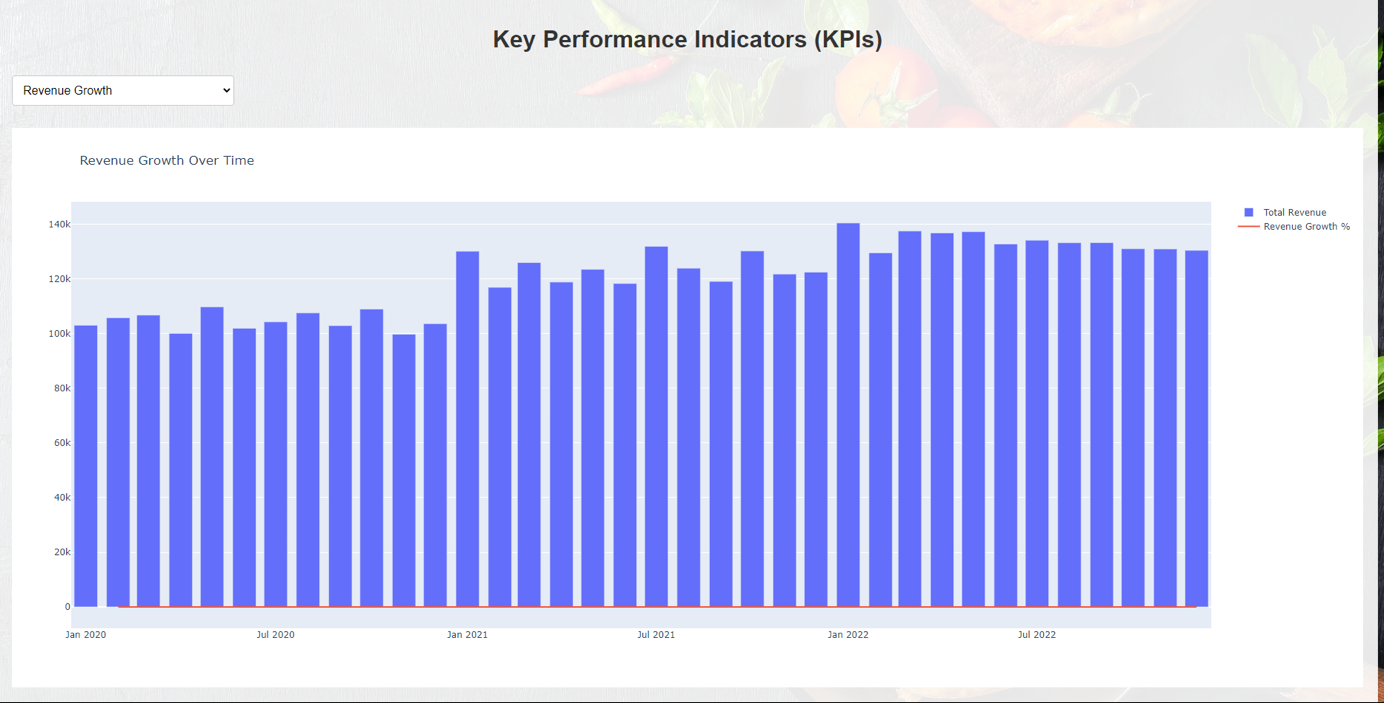 Key Performance Indicators (KPIs)
Revenue Growth
Revenue Growth Over Time
Total Revenue
Revenue Growth %
140k
120k
100k
80k
60k
40k
20k
0
Jan 2020
Jul 2020
Jan 2021
Jul 2021
Jan 2022
Jul 2022